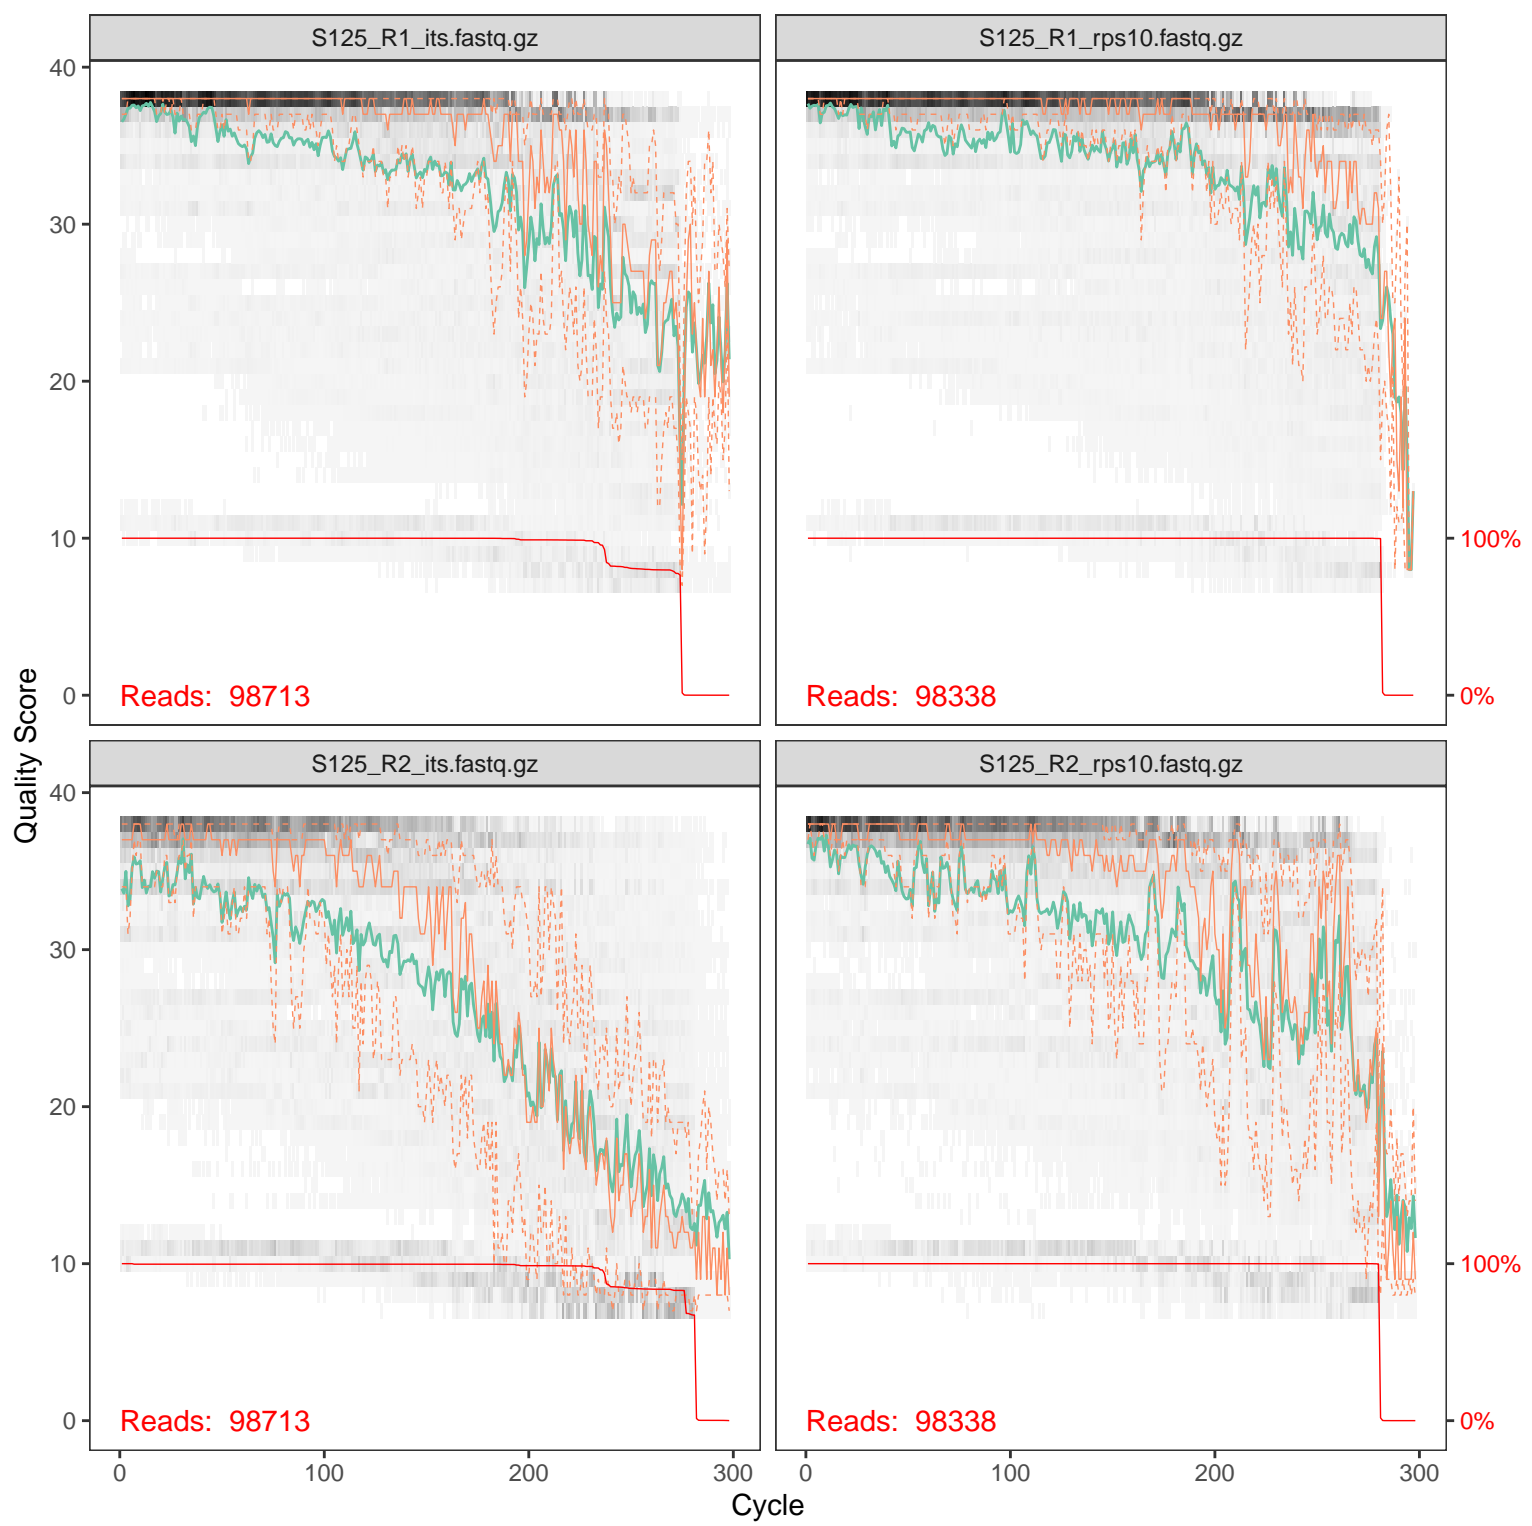 S125_R1_its.fastq.gz
S125_R1_rps10.fastq.gz
40
30
20
10
0
100%
0%
Reads: 98713
Reads: 98338
Quality Score
S125_R2_its.fastq.gz
S125_R2_rps10.fastq.gz
40
30
20
10
0
100%
0%
Reads: 98713
Reads: 98338
0
100
200
300
0
100
200
300
Cycle